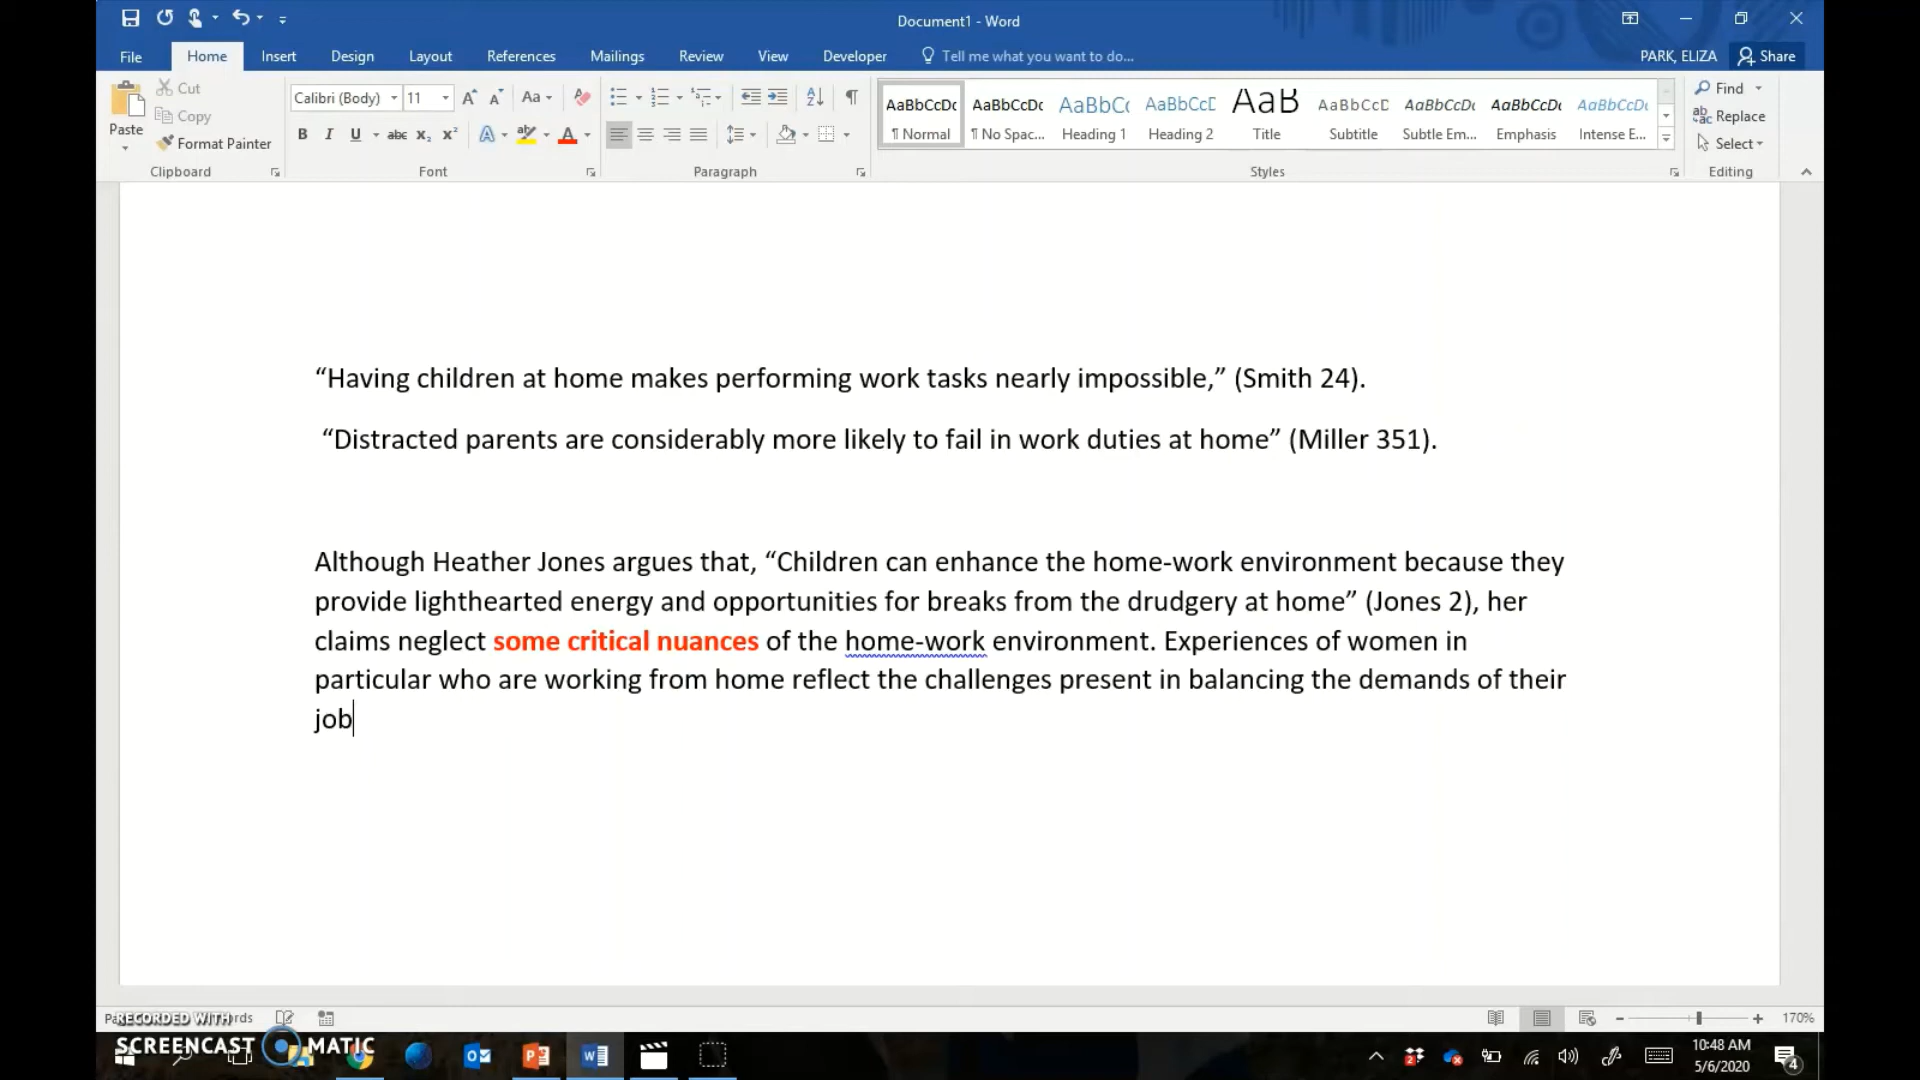 Document1 - Word
File Home Insert Design Layout References Mailings Review View Developer Tell me what you want to do... PARK, ELIZA Share
Paste
Cut
Copy
Format Painter
Clipboard
Calibri (Body) 11
Aa
B I U abc X₂ X² A A
Font
Paragraph
AaBbCcDc AaBbCcDc AaBbC AaBbCcD AaB AaBbCcD AaBbCcDc AaBbCcDc AaBbCcDc
¶ Normal ¶ No Spac... Heading 1 Heading 2 Title Subtitle Subtle Em... Emphasis Intense E...
Styles
Find
Replace
Select
Editing
“Having children at home makes performing work tasks nearly impossible,” (Smith 24).
“Distracted parents are considerably more likely to fail in work duties at home” (Miller 351).
Although Heather Jones argues that, “Children can enhance the home-work environment because they
provide lighthearted energy and opportunities for breaks from the drudgery at home” (Jones 2), her
claims neglect some critical nuances of the home-work environment. Experiences of women in
particular who are working from home reflect the challenges present in balancing the demands of their
job
RECORDED WITH
SCREENCAST MATIC
170%
10:48 AM
5/6/2020
4